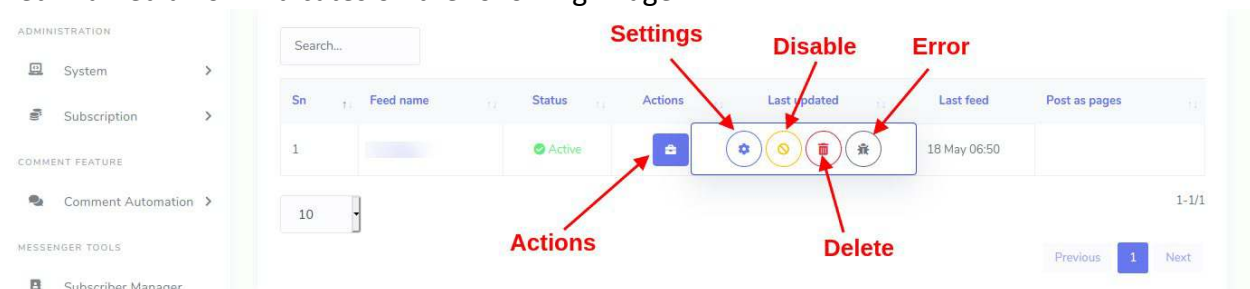 ADMINISTRATION
System
Subscription
COMMENT FEATURE
Comment Automation
MESSENGER TOOLS
Subscriber Manager
Search...
Settings
Disable
Error
Sn Feed name Status Actions Last updated Last feed Post as pages
1 Active 18 May 06:50
10
1-1/1
Actions
Delete
Previous 1 Next